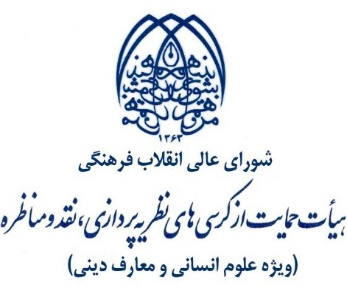 ۱۳۶۳
شورای عالی انقلاب فرهنگی
هیأت حمایت از کرسی های نظریه پردازی، نقد و مناظره
(ویژه علوم انسانی و معارف دینی)